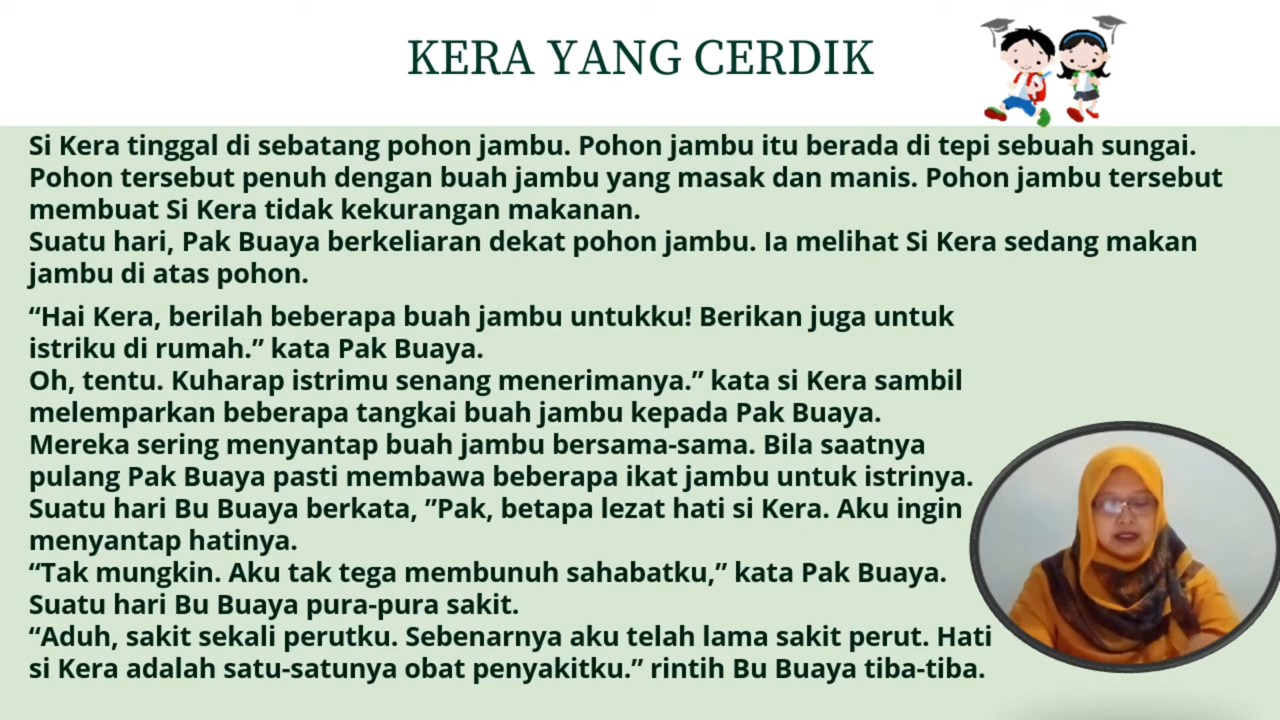 KERA YANG CERDIK
Si Kera tinggal di sebatang pohon jambu. Pohon jambu itu berada di tepi sebuah sungai.
Pohon tersebut penuh dengan buah jambu yang masak dan manis. Pohon jambu tersebut
membuat Si Kera tidak kekurangan makanan.
Suatu hari, Pak Buaya berkeliaran dekat pohon jambu. Ia melihat Si Kera sedang makan
jambu di atas pohon.
“Hai Kera, berilah beberapa buah jambu untukku! Berikan juga untuk
istriku di rumah.” kata Pak Buaya.
Oh, tentu. Kuharap istrimu senang menerimanya.” kata si Kera sambil
melemparkan beberapa tangkai buah jambu kepada Pak Buaya.
Mereka sering menyantap buah jambu bersama-sama. Bila saatnya
pulang Pak Buaya pasti membawa beberapa ikat jambu untuk istrinya.
Suatu hari Bu Buaya berkata, ”Pak, betapa lezat hati si Kera. Aku ingin
menyantap hatinya.
“Tak mungkin. Aku tak tega membunuh sahabatku,” kata Pak Buaya.
Suatu hari Bu Buaya pura-pura sakit.
“Aduh, sakit sekali perutku. Sebenarnya aku telah lama sakit perut. Hati
si Kera adalah satu-satunya obat penyakitku.” rintih Bu Buaya tiba-tiba.